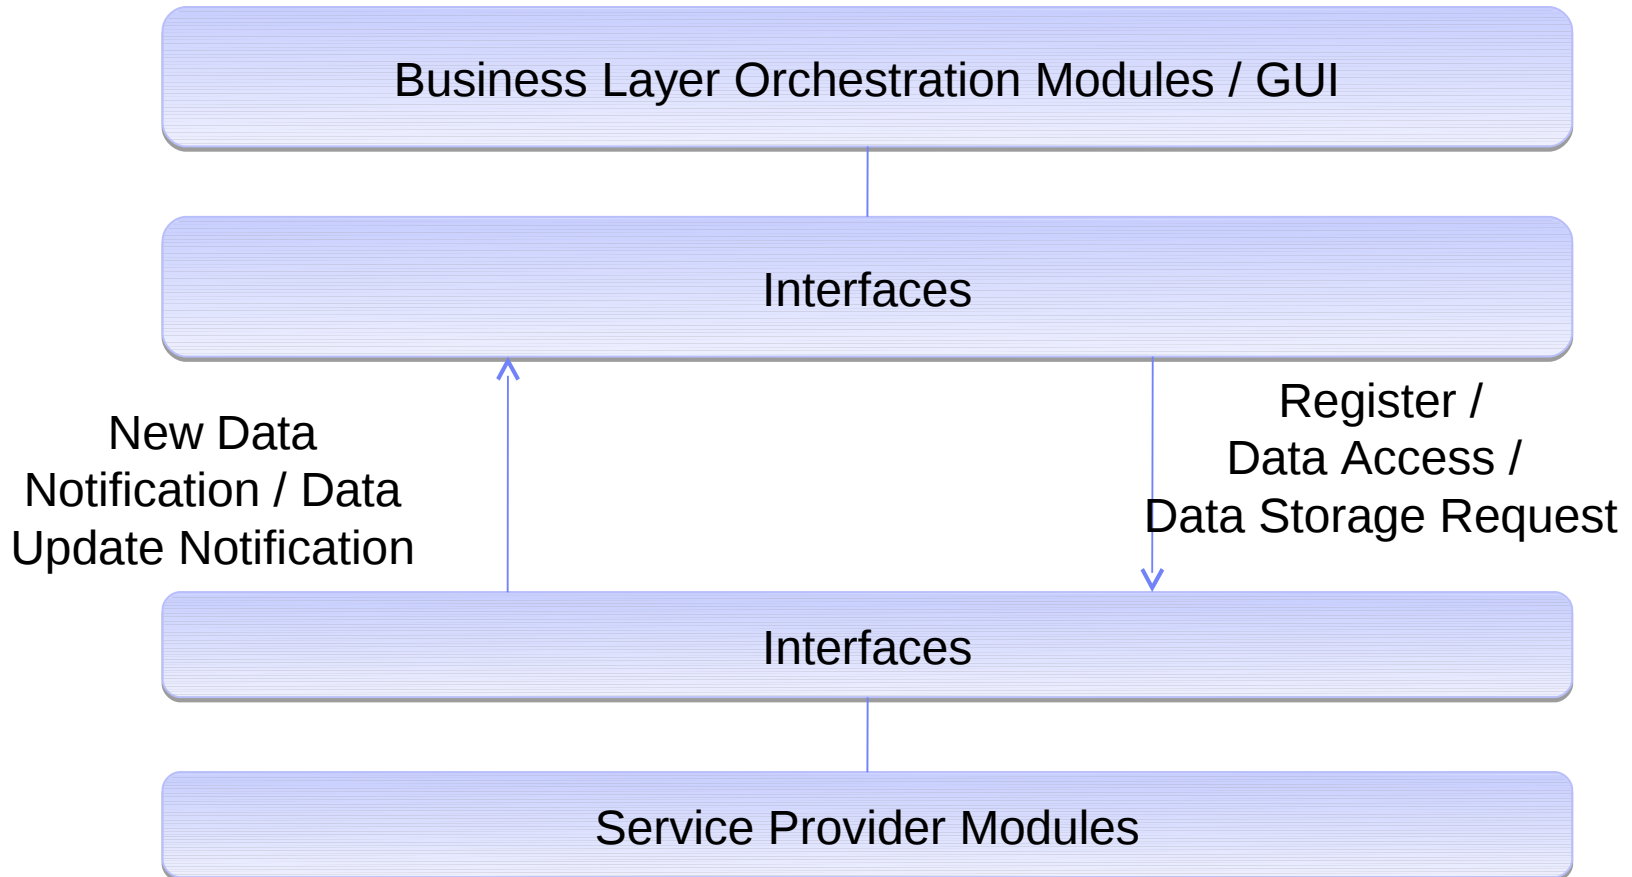 Business Layer Orchestration Modules / GUI
Interfaces
New Data
Notification / Data
Update Notification
Register /
Data Access /
Data Storage Request
Interfaces
Service Provider Modules